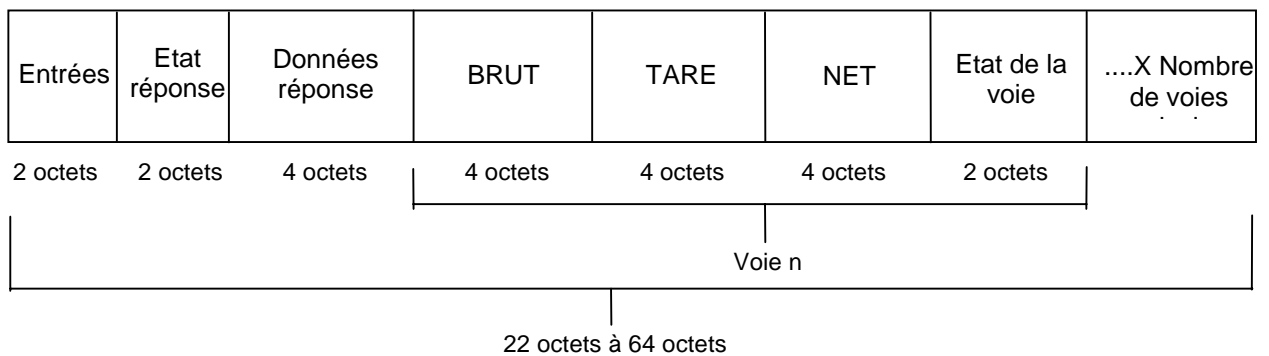 Entrées
Etat
réponse
Données
réponse
BRUT
TARE
NET
Etat de la
voie
....X Nombre
de voies
2 octets
2 octets
4 octets
4 octets
4 octets
4 octets
2 octets
Voie n
22 octets à 64 octets